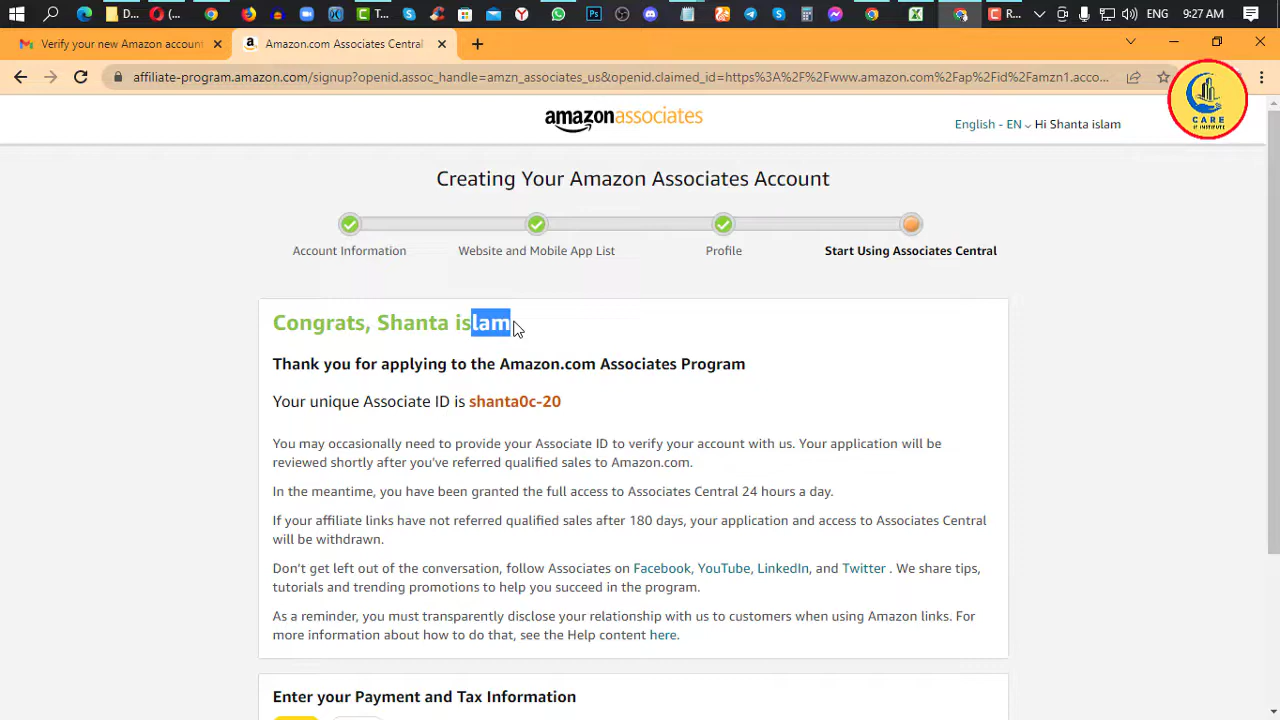 D...
(...
T...
R...
ENG
9:27 AM
Verify your new Amazon account
Amazon.com Associates Central
affiliate-program.amazon.com/signup?openid.assoc_handle=amzn_associates_us&openid.claimed_id=https%3A%2F%2Fwww.amazon.com%2Fap%2Fid%2Famzn1.acco...
CARE
IT INSTITUTE
amazonassociates
English - EN Hi Shanta islam
Creating Your Amazon Associates Account
Account Information
Website and Mobile App List
Profile
Start Using Associates Central
Congrats, Shanta islam
Thank you for applying to the Amazon.com Associates Program
Your unique Associate ID is shanta0c-20
You may occasionally need to provide your Associate ID to verify your account with us. Your application will be
reviewed shortly after you've referred qualified sales to Amazon.com.
In the meantime, you have been granted the full access to Associates Central 24 hours a day.
If your affiliate links have not referred qualified sales after 180 days, your application and access to Associates Central
will be withdrawn.
Don't get left out of the conversation, follow Associates on Facebook, YouTube, LinkedIn, and Twitter . We share tips,
tutorials and trending promotions to help you succeed in the program.
As a reminder, you must transparently disclose your relationship with us to customers when using Amazon links. For
more information about how to do that, see the Help content here.
Enter your Payment and Tax Information